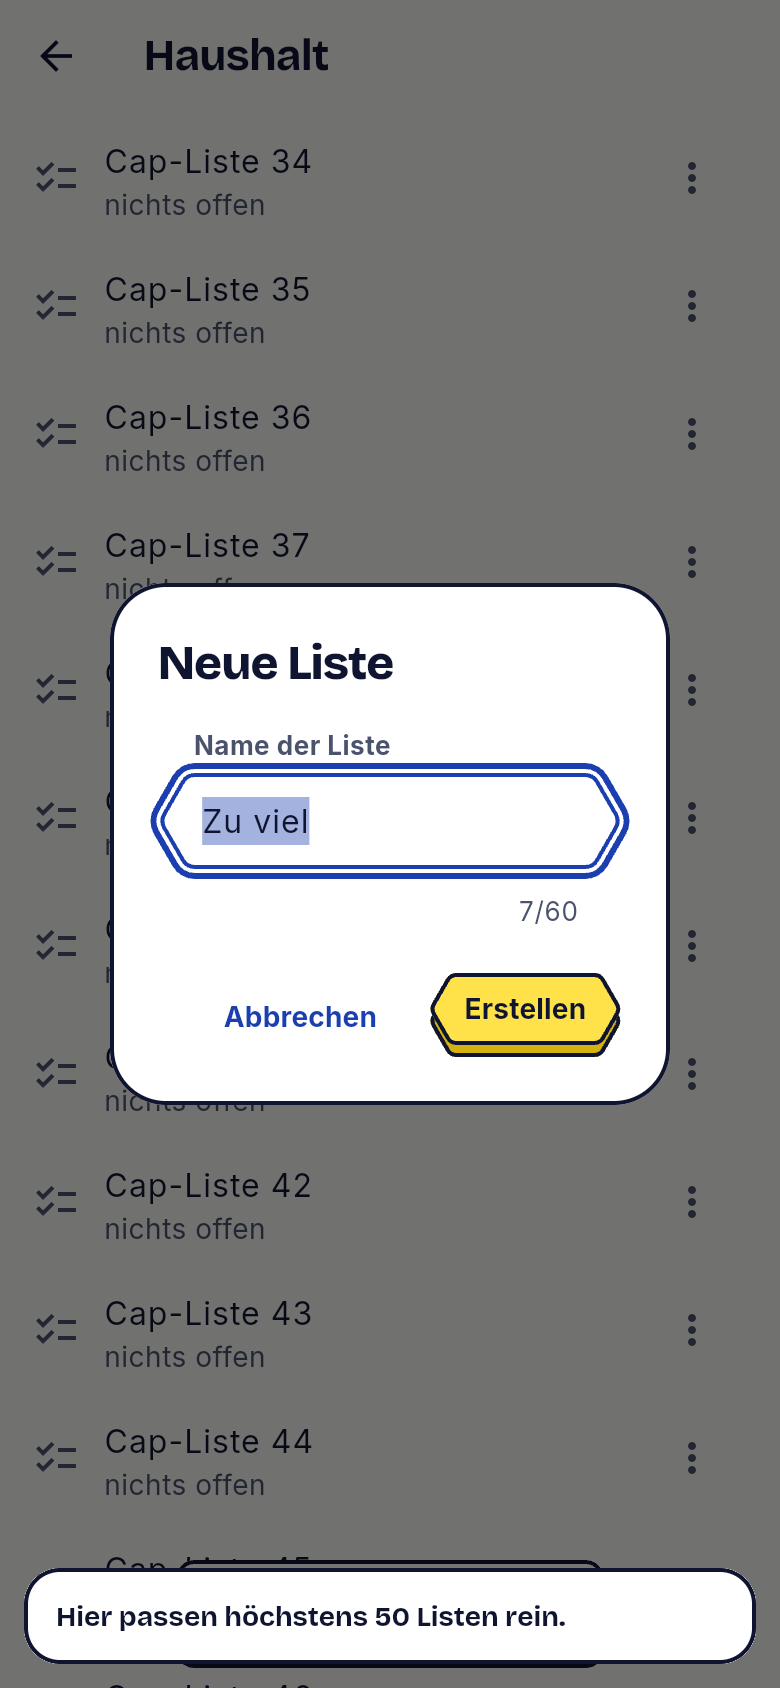 Haushalt
Cap-Liste 34
nichts offen
Cap-Liste 35
nichts offen
Cap-Liste 36
nichts offen
Cap-Liste 37
Neue Liste
Name der Liste
Zu viel
7/60
Abbrechen
Erstellen
nichts offen
Cap-Liste 42
nichts offen
Cap-Liste 43
nichts offen
Cap-Liste 44
nichts offen
Hier passen höchstens 50 Listen rein.